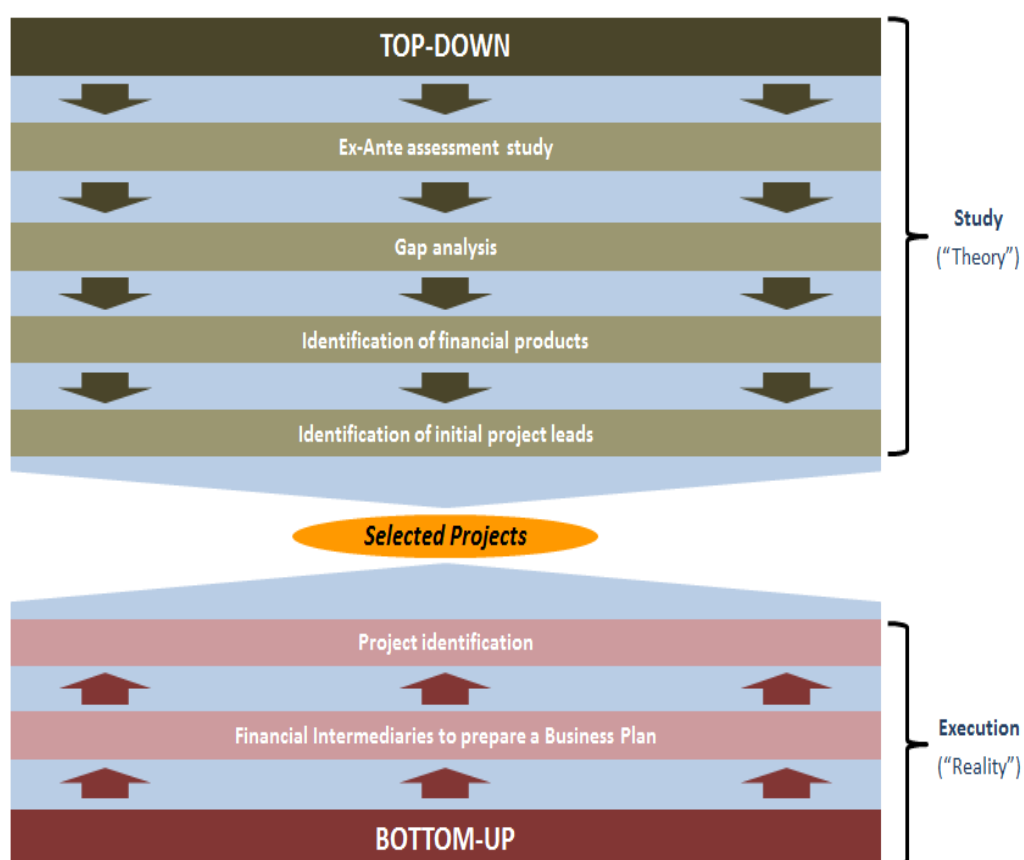 TOP-DOWN
Ex-Ante assessment study
Gap analysis
Identification of financial products
Identification of initial project leads
Study
(“Theory”)
Selected Projects
Project identification
Financial Intermediaries to prepare a Business Plan
Execution
(“Reality”)
BOTTOM-UP